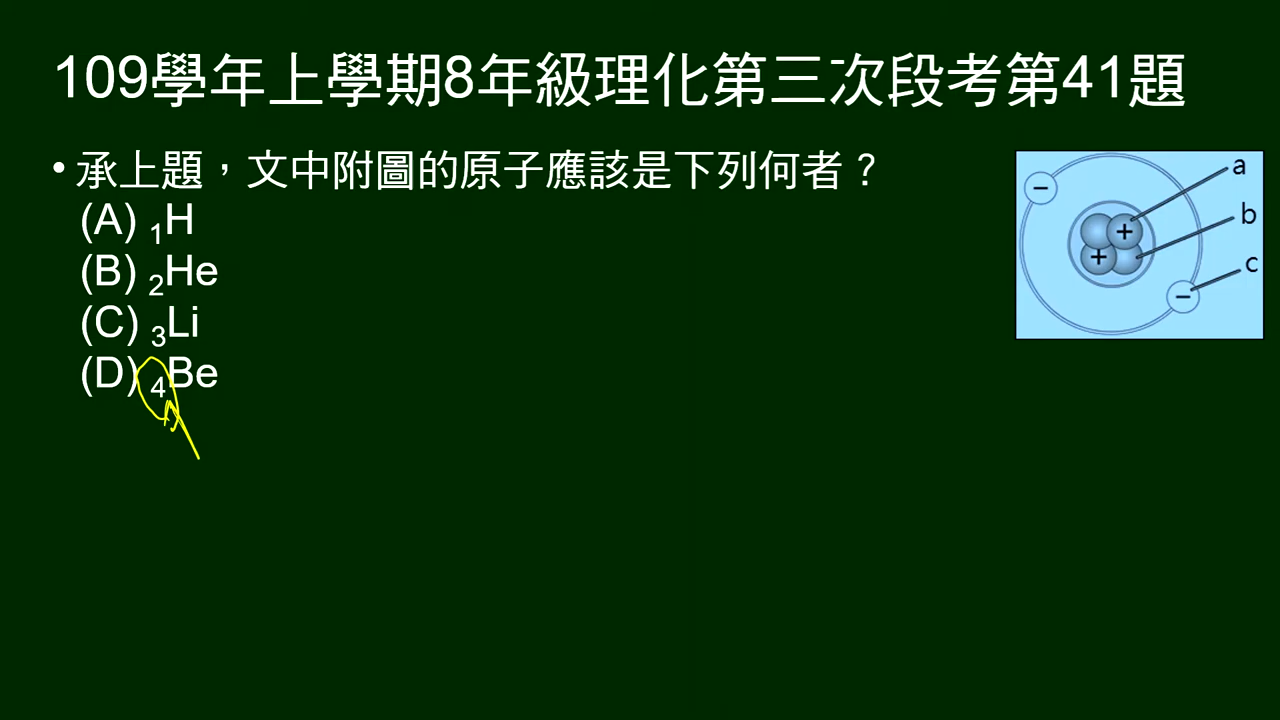 109學年上學期8年級理化第三次段考第41題
•承上題，文中附圖的原子應該是下列何者？
(A) ₁H
(B) ₂He
(C) ₃Li
(D) ₄Be
a
+
b
+
c
−
−